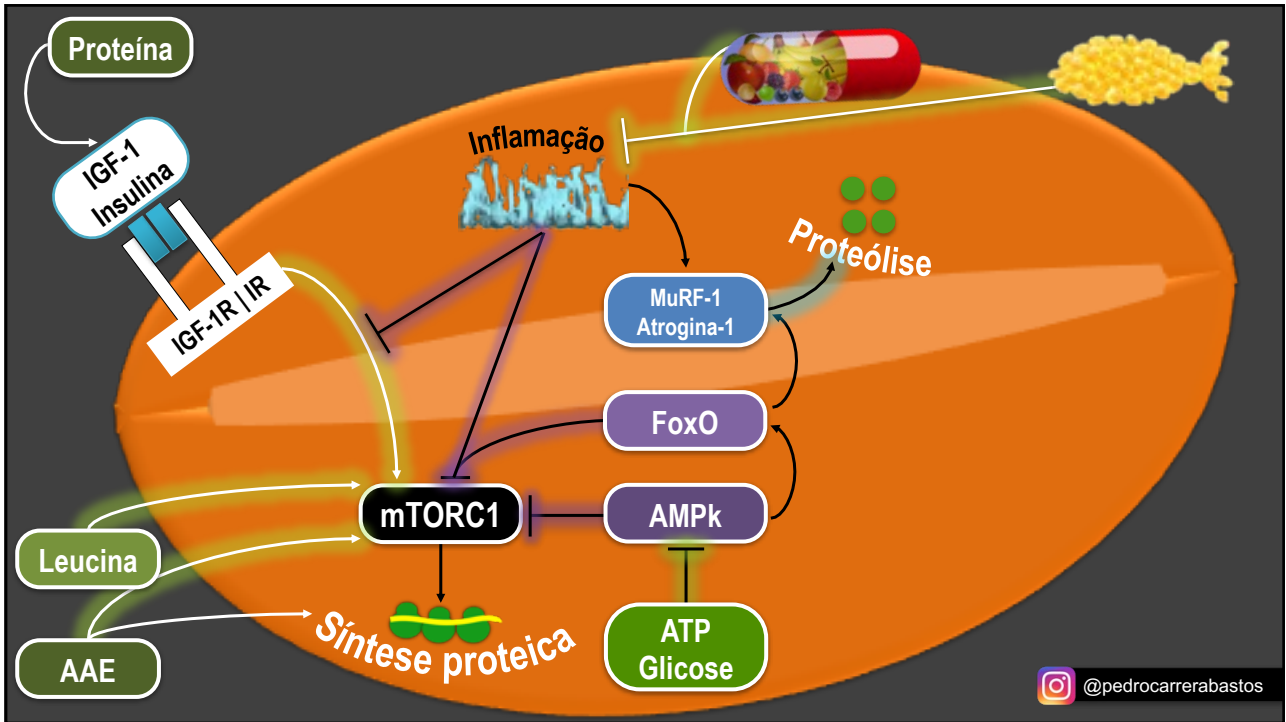 Proteína
IGF-1
Insulina
IGF-1R | IR
Inflamação
Proteólise
MuRF-1
Atrogina-1
FoxO
mTORC1
AMPk
Leucina
AAE
Síntese proteica
ATP
Glicose
@pedrocarrerabastos